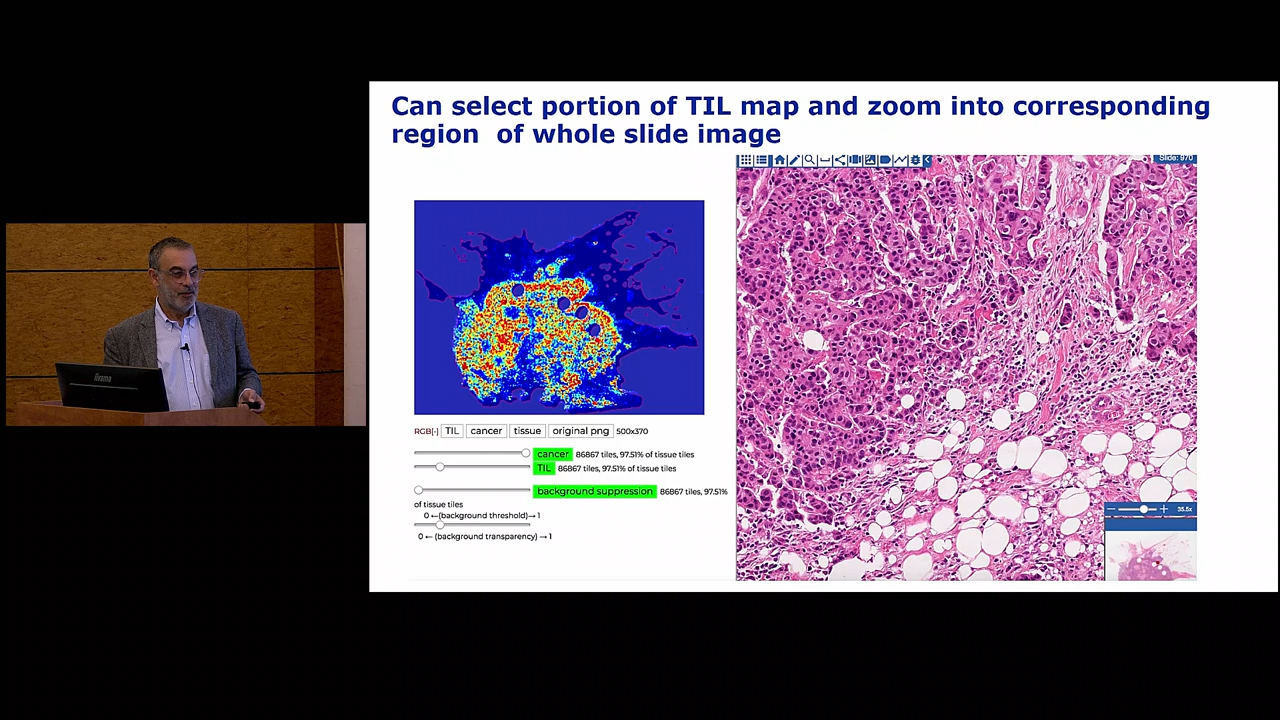 Can select portion of TIL map and zoom into corresponding
region of whole slide image
Slide: 970
RGB[-] TIL cancer tissue original png 500x370
cancer 86867 tiles, 97.51% of tissue tiles
TIL 86867 tiles, 97.51% of tissue tiles
background suppression 86867 tiles, 97.51%
of tissue tiles
0 ←(background threshold)→ 1
0 ← (background transparency) → 1
35.5x
iiyama